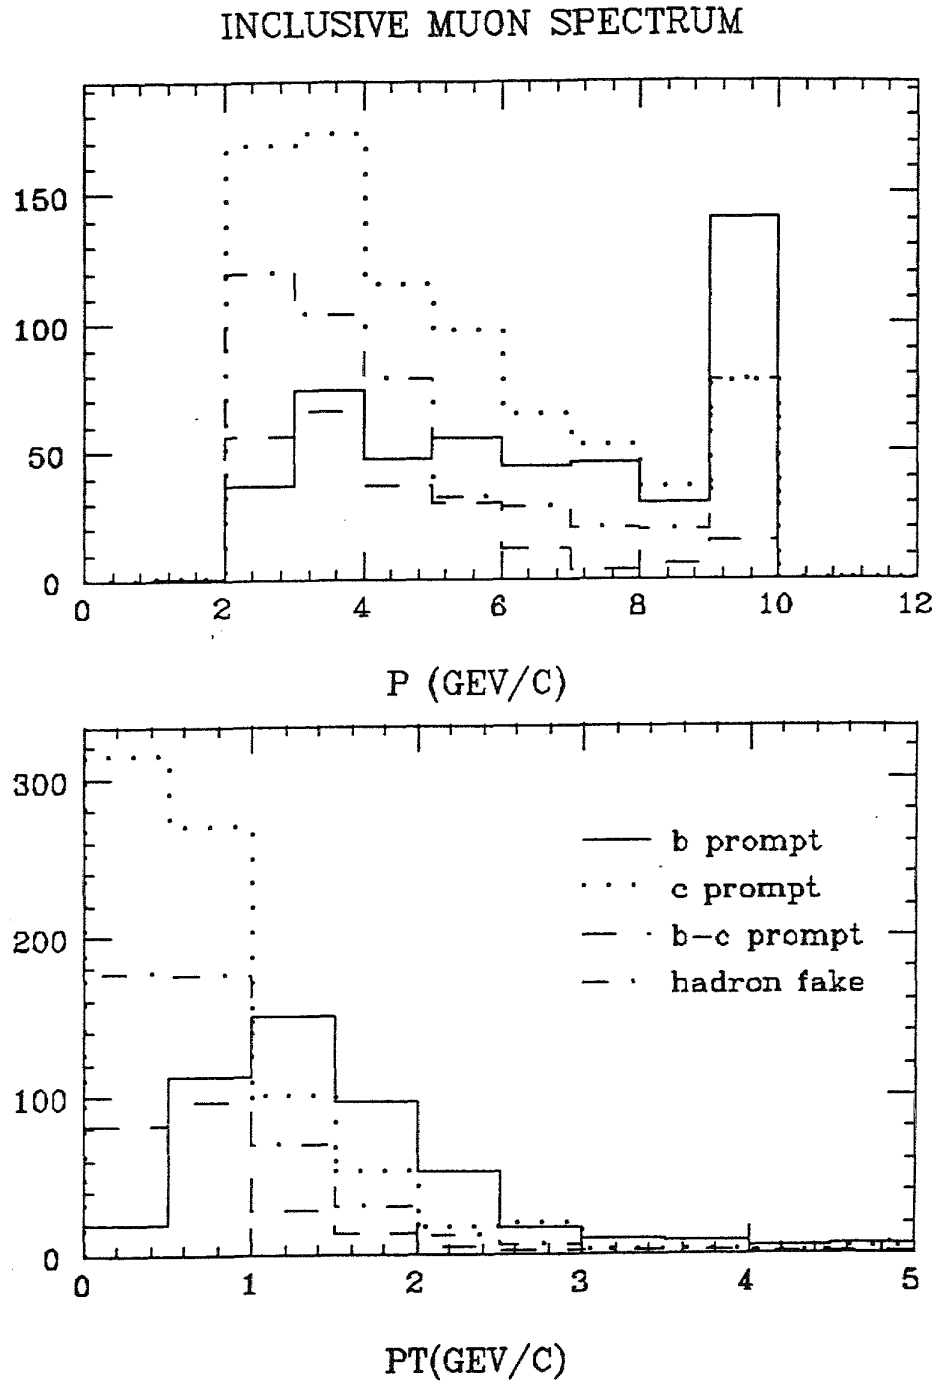 INCLUSIVE MUON SPECTRUM
150
100
50
0
0 2 4 6 8 10 12
P (GEV/C)
300
200
100
0
b prompt
c prompt
b-c prompt
hadron fake
0 1 2 3 4 5
PT(GEV/C)